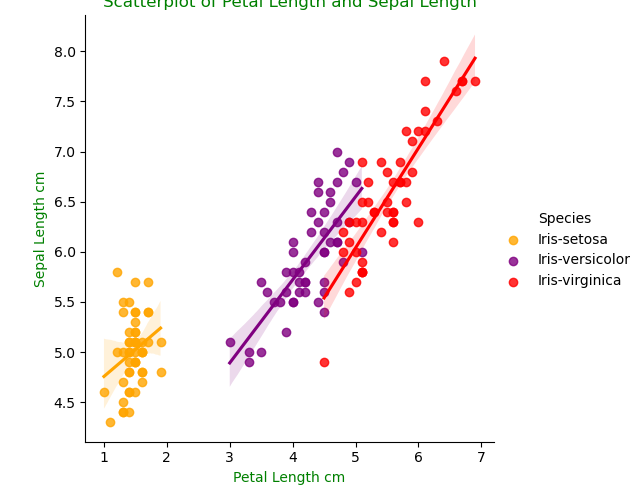 Scatterplot of Petal Length and Sepal Length
8.0
7.5
7.0
6.5
6.0
5.5
5.0
4.5
Sepal Length cm
1 2 3 4 5 6 7
Petal Length cm
Species
Iris-setosa
Iris-versicolor
Iris-virginica